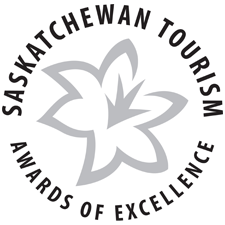 SASKATCHEWAN TOURISM
AWARDS OF EXCELLENCE